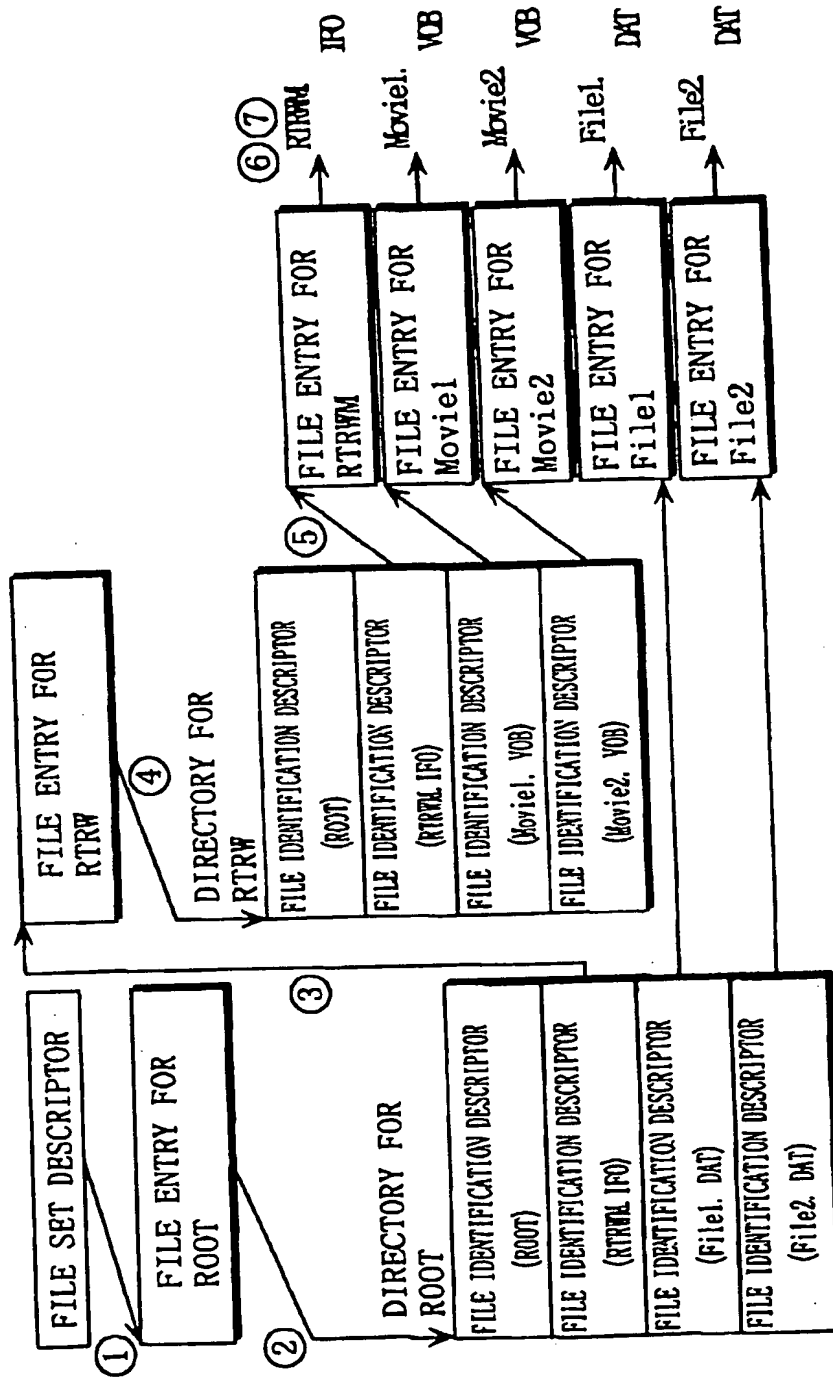 FILE SET DESCRIPTOR
①
FILE ENTRY FOR
ROOT
②
DIRECTORY FOR
ROOT
FILE IDENTIFICATION DESCRIPTOR
(ROOT)
FILE IDENTIFICATION DESCRIPTOR
(RTRWM. IFO)
FILE IDENTIFICATION DESCRIPTOR
(File1. DAT)
FILE IDENTIFICATION DESCRIPTOR
(File2. DAT)
③
FILE ENTRY FOR
RTRW
④
DIRECTORY FOR
RTRW
FILE IDENTIFICATION DESCRIPTOR
(ROOT)
FILE IDENTIFICATION DESCRIPTOR
(RTRWM. IFO)
FILE IDENTIFICATION DESCRIPTOR
(Movie1. VOB)
FILE IDENTIFICATION DESCRIPTOR
(Movie2. VOB)
⑤
FILE ENTRY FOR
RTRWM
FILE ENTRY FOR
Movie1
FILE ENTRY FOR
Movie2
FILE ENTRY FOR
File1
FILE ENTRY FOR
File2
⑥ ⑦
RTRWM
IFO
Movie1.
VOB
Movie2
VOB
File1.
DAT
File2
DAT